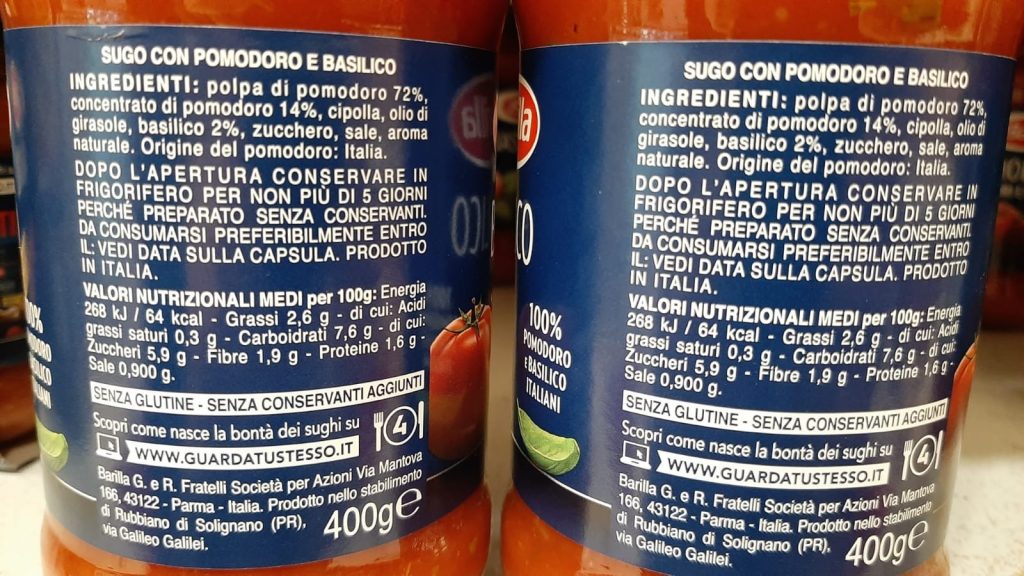 SUGO CON POMODORO E BASILICO
INGREDIENTI: polpa di pomodoro 72%,
concentrato di pomodoro 14%, cipolla, olio di
girasole, basilico 2%, zucchero, sale, aroma
naturale. Origine del pomodoro: Italia.
DOPO L'APERTURA CONSERVARE IN
FRIGORIFERO PER NON PIÙ DI 5 GIORNI
PERCHÉ PREPARATO SENZA CONSERVANTI.
DA CONSUMARSI PREFERIBILMENTE ENTRO
IL: VEDI DATA SULLA CAPSULA. PRODOTTO
IN ITALIA.
VALORI NUTRIZIONALI MEDI per 100g: Energia
268 kJ / 64 kcal - Grassi 2,6 g - di cui: Acidi
grassi saturi 0,3 g - Carboidrati 7,6 g - di cui:
Zuccheri 5,9 g - Fibre 1,9 g - Proteine 1,6 g -
Sale 0,900 g.
SENZA GLUTINE - SENZA CONSERVANTI AGGIUNTI
Scopri come nasce la bontà dei sughi su
WWW.GUARDATUSTESSO.IT
4
Barilla G. e R. Fratelli Società per Azioni Via Mantova
166, 43122 - Parma - Italia. Prodotto nello stabilimento
di Rubbiano di Solignano (PR),
via Galileo Galilei.
400g℮
SUGO CON POMODORO E BASILICO
INGREDIENTI: polpa di pomodoro 72%,
concentrato di pomodoro 14%, cipolla, olio di
girasole, basilico 2%, zucchero, sale, aroma
naturale. Origine del pomodoro: Italia.
DOPO L'APERTURA CONSERVARE IN
FRIGORIFERO PER NON PIÙ DI 5 GIORNI
PERCHÉ PREPARATO SENZA CONSERVANTI.
DA CONSUMARSI PREFERIBILMENTE ENTRO
IL: VEDI DATA SULLA CAPSULA. PRODOTTO
IN ITALIA.
VALORI NUTRIZIONALI MEDI per 100g: Energia
268 kJ / 64 kcal - Grassi 2,6 g - di cui: Acidi
grassi saturi 0,3 g - Carboidrati 7,6 g - di cui:
Zuccheri 5,9 g - Fibre 1,9 g - Proteine 1,6 g -
Sale 0,900 g.
100%
POMODORO
E BASILICO
ITALIANI
SENZA GLUTINE - SENZA CONSERVANTI AGGIUNTI
Scopri come nasce la bontà dei sughi su
WWW.GUARDATUSTESSO.IT
4
Barilla G. e R. Fratelli Società per Azioni Via Mantova
166, 43122 - Parma - Italia. Prodotto nello stabilimento
di Rubbiano di Solignano (PR),
via Galileo Galilei.
400g℮